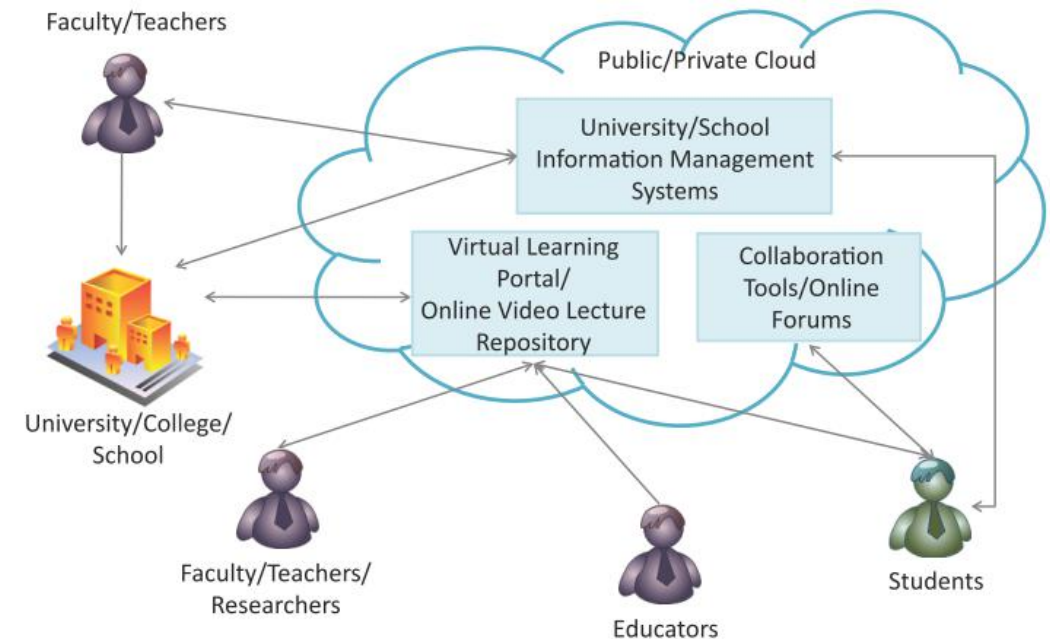 Faculty/Teachers
Public/Private Cloud
University/School
Information Management
Systems
Virtual Learning
Portal/
Online Video Lecture
Repository
Collaboration
Tools/Online
Forums
University/College/
School
Faculty/Teachers/
Researchers
Educators
Students